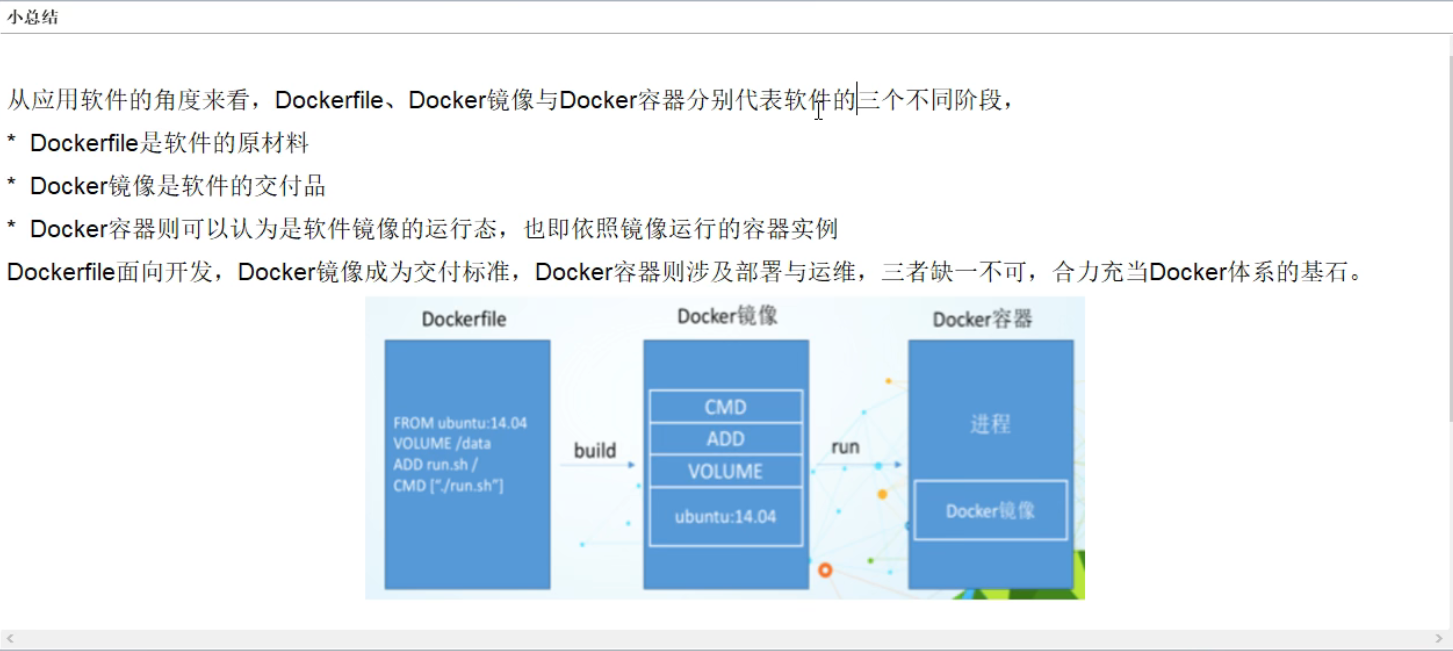 小总结
从应用软件的角度来看，Dockerfile、Docker镜像与Docker容器分别代表软件的三个不同阶段，
* Dockerfile是软件的原材料
* Docker镜像是软件的交付品
* Docker容器则可以认为是软件镜像的运行态，也即依照镜像运行的容器实例
Dockerfile面向开发，Docker镜像成为交付标准，Docker容器则涉及部署与运维，三者缺一不可，合力充当Docker体系的基石。
Dockerfile
FROM ubuntu:14.04
VOLUME /data
ADD run.sh /
CMD ["./run.sh"]
build
Docker镜像
CMD
ADD
VOLUME
ubuntu:14.04
run
Docker容器
进程
Docker镜像